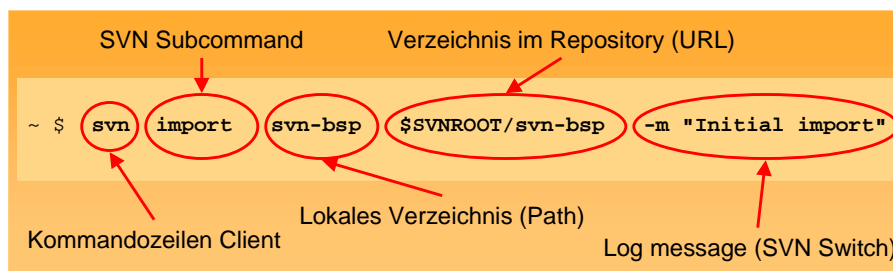 SVN Subcommand Verzeichnis im Repository (URL)
~ $ svn import svn-bsp $SVNROOT/svn-bsp -m "Initial import"
Lokales Verzeichnis (Path)
Kommandozeilen Client
Log message (SVN Switch)